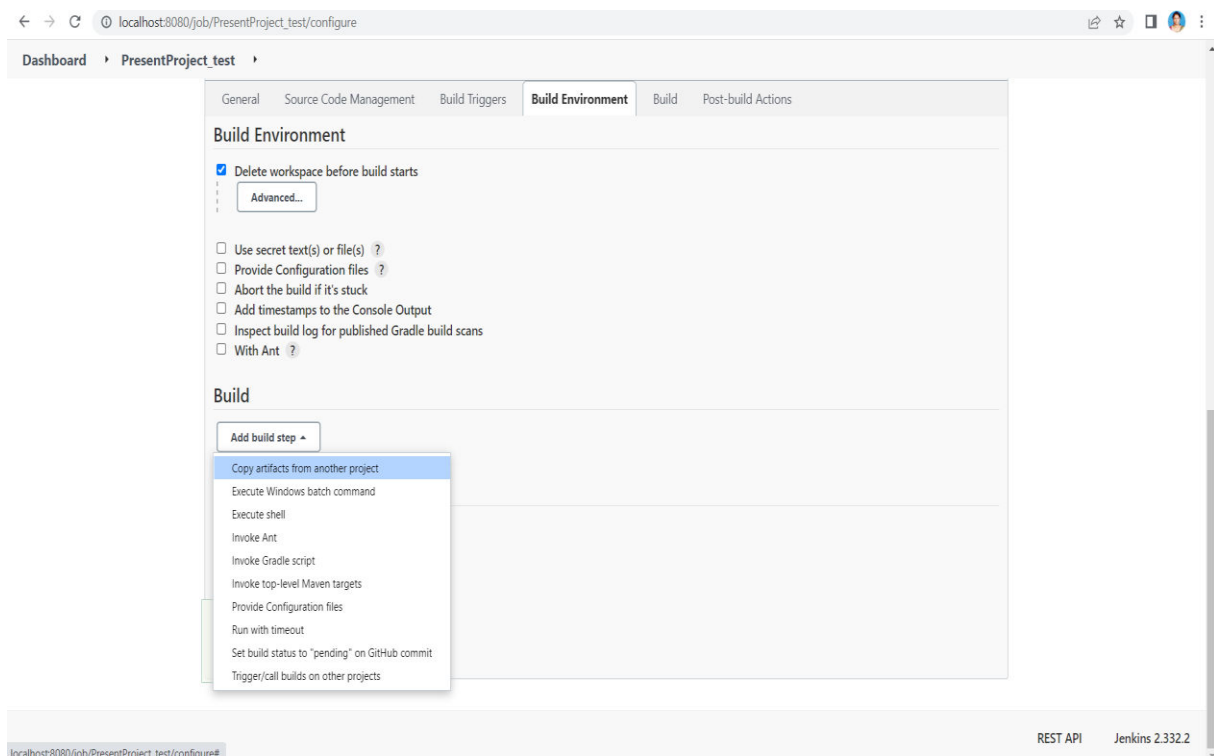 localhost:8080/job/PresentProject_test/configure
Dashboard PresentProject_test
General Source Code Management Build Triggers Build Environment Build Post-build Actions
Build Environment
Delete workspace before build starts
Advanced...
Use secret text(s) or file(s) ?
Provide Configuration files ?
Abort the build if it's stuck
Add timestamps to the Console Output
Inspect build log for published Gradle build scans
With Ant ?
Build
Add build step
Copy artifacts from another project
Execute Windows batch command
Execute shell
Invoke Ant
Invoke Gradle script
Invoke top-level Maven targets
Provide Configuration files
Run with timeout
Set build status to "pending" on GitHub commit
Trigger/call builds on other projects
REST API Jenkins 2.332.2
localhost:8080/job/PresentProject_test/configure#